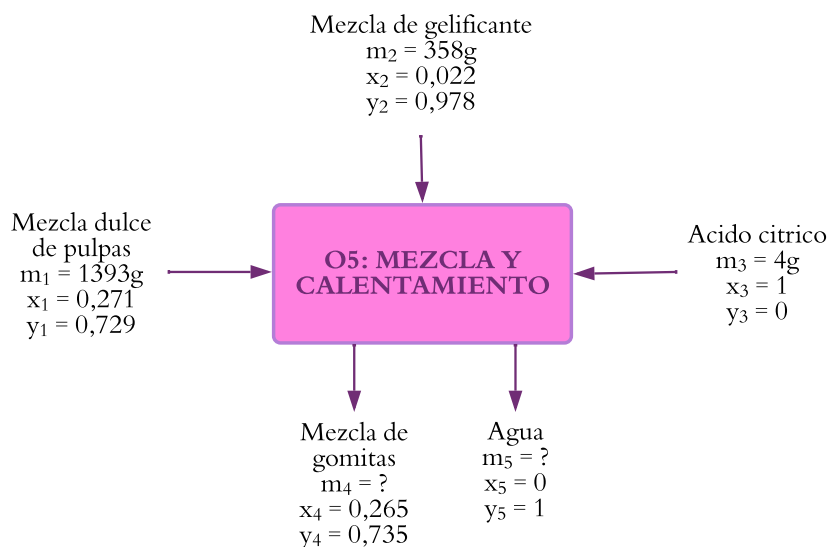 Mezcla de gelificante
m₂ = 358g
x₂ = 0,022
y₂ = 0,978
Mezcla dulce
de pulpas
m₁ = 1393g
x₁ = 0,271
y₁ = 0,729
O5: MEZCLA Y
CALENTAMIENTO
Acido citrico
m₃ = 4g
x₃ = 1
y₃ = 0
Mezcla de
gomitas
m₄ = ?
x₄ = 0,265
y₄ = 0,735
Agua
m₅ = ?
x₅ = 0
y₅ = 1